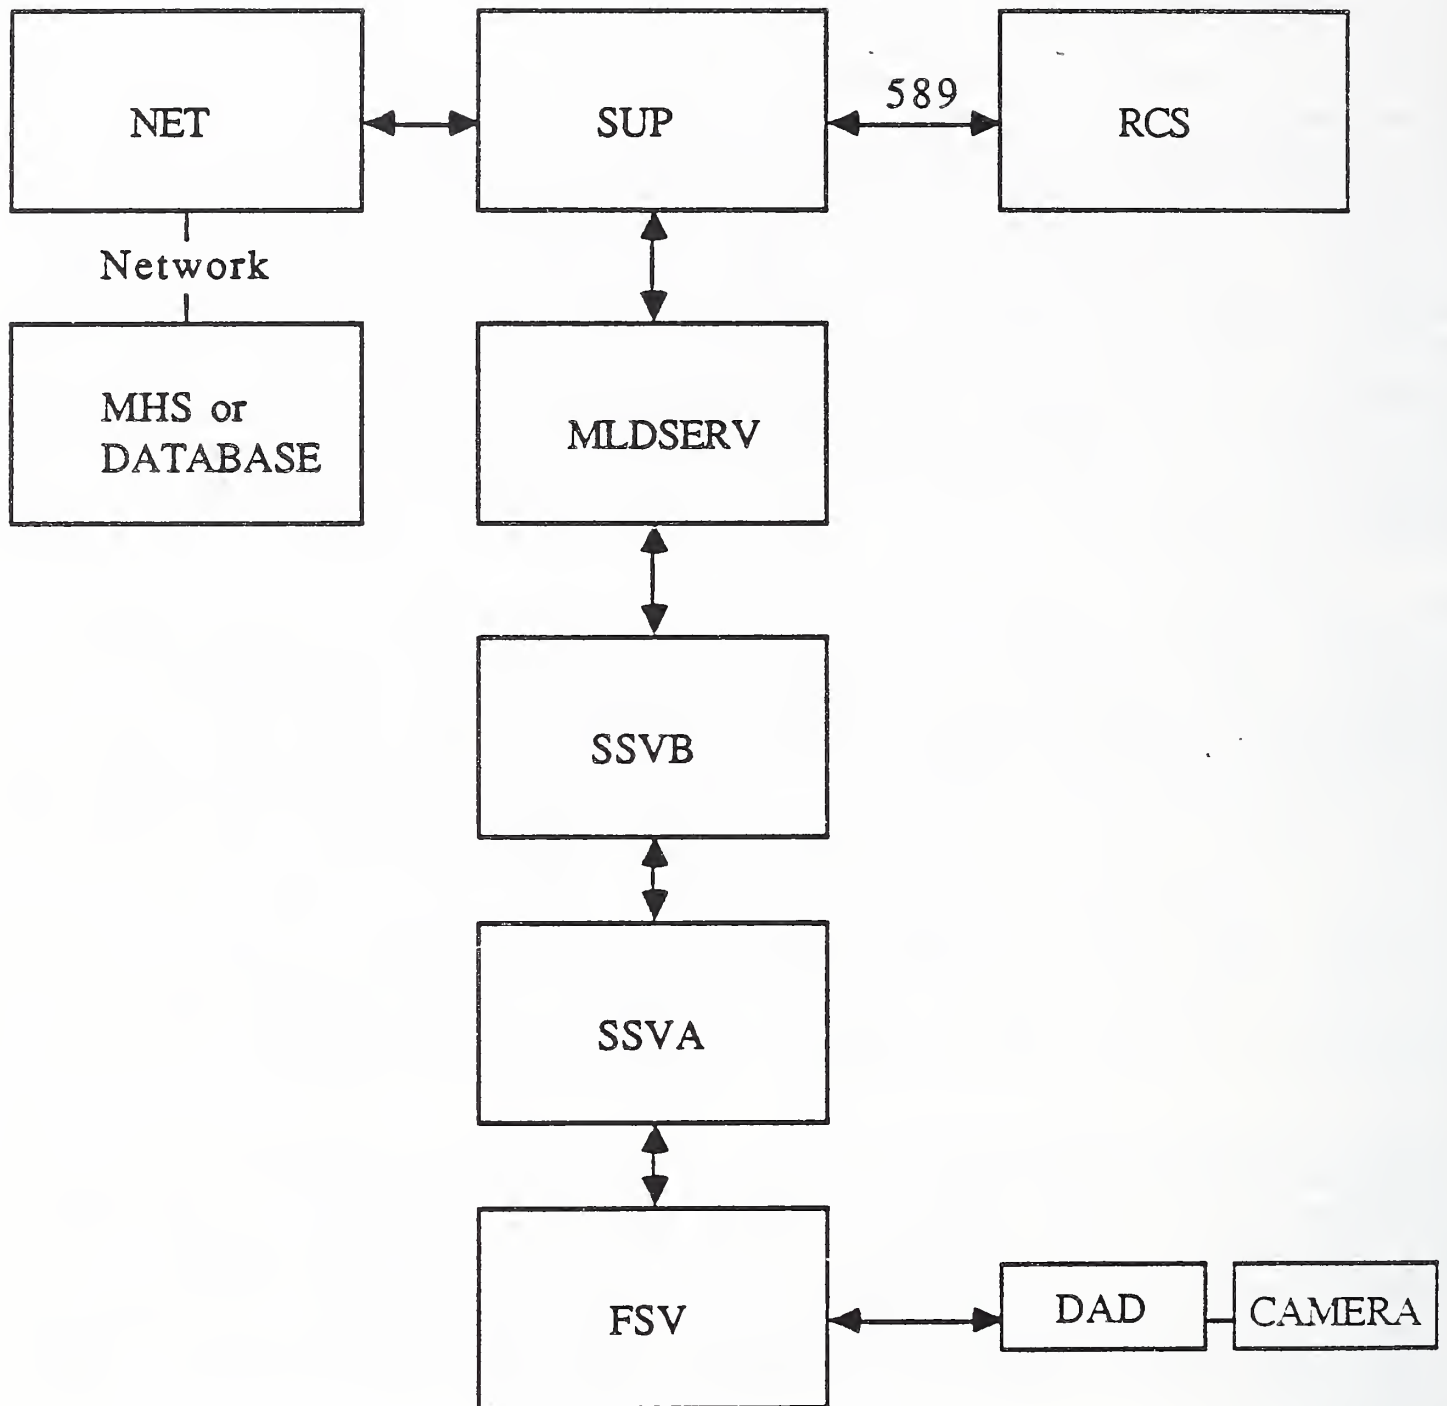 NET
SUP
589
RCS
Network
MHS or
DATABASE
MLDSERV
SSVB
SSVA
FSV
DAD
CAMERA